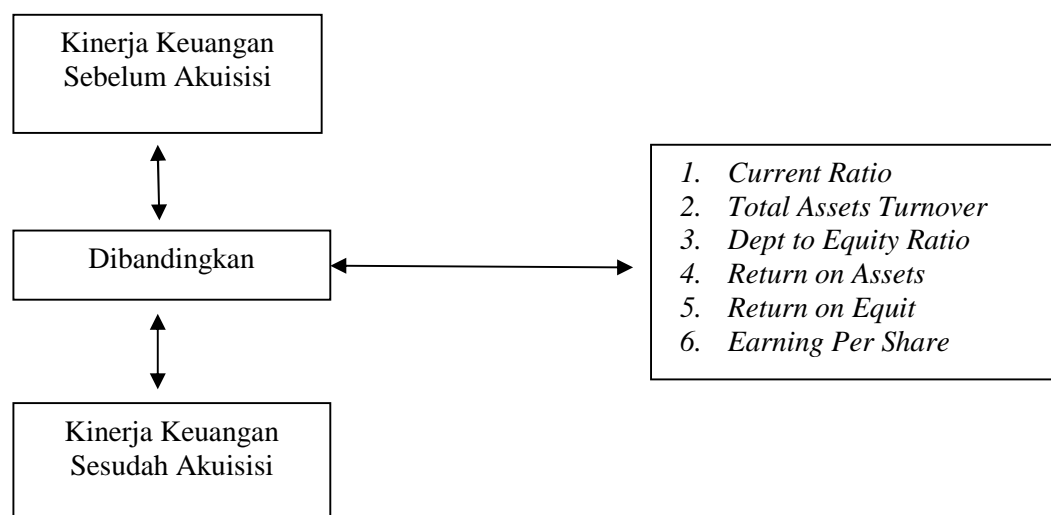 Kinerja Keuangan
Sebelum Akuisisi
Dibandingkan
1. Current Ratio
2. Total Assets Turnover
3. Dept to Equity Ratio
4. Return on Assets
5. Return on Equit
6. Earning Per Share
Kinerja Keuangan
Sesudah Akuisisi